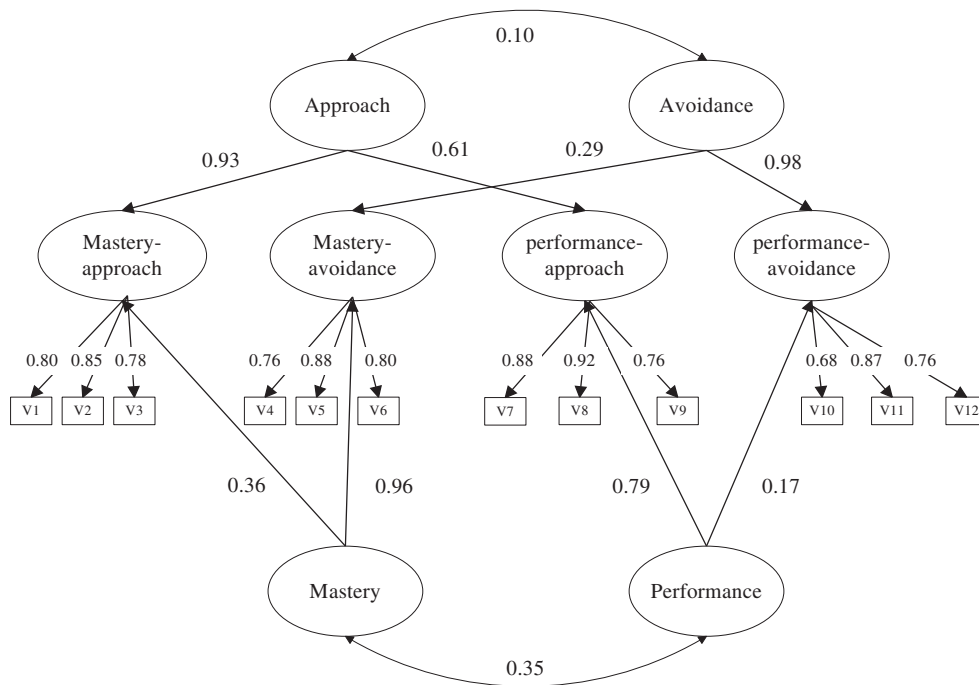 0.10
Approach
Avoidance
0.93
0.61
0.29
0.98
Mastery-
approach
Mastery-
avoidance
performance-
approach
performance-
avoidance
0.80 0.85 0.78
0.76 0.88 0.80
0.88 0.92 0.76
0.68 0.87 0.76
V1 V2 V3
V4 V5 V6
V7 V8 V9
V10 V11 V12
0.36
0.96
0.79
0.17
Mastery
Performance
0.35